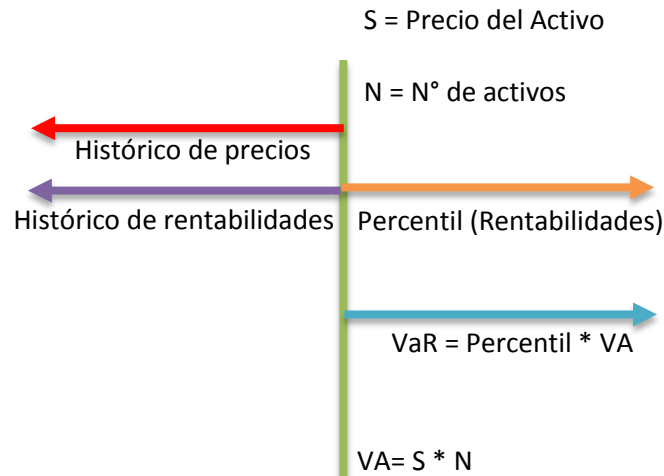 S = Precio del Activo
N = N° de activos
Histórico de precios
Histórico de rentabilidades
Percentil (Rentabilidades)
VaR = Percentil * VA
VA= S * N